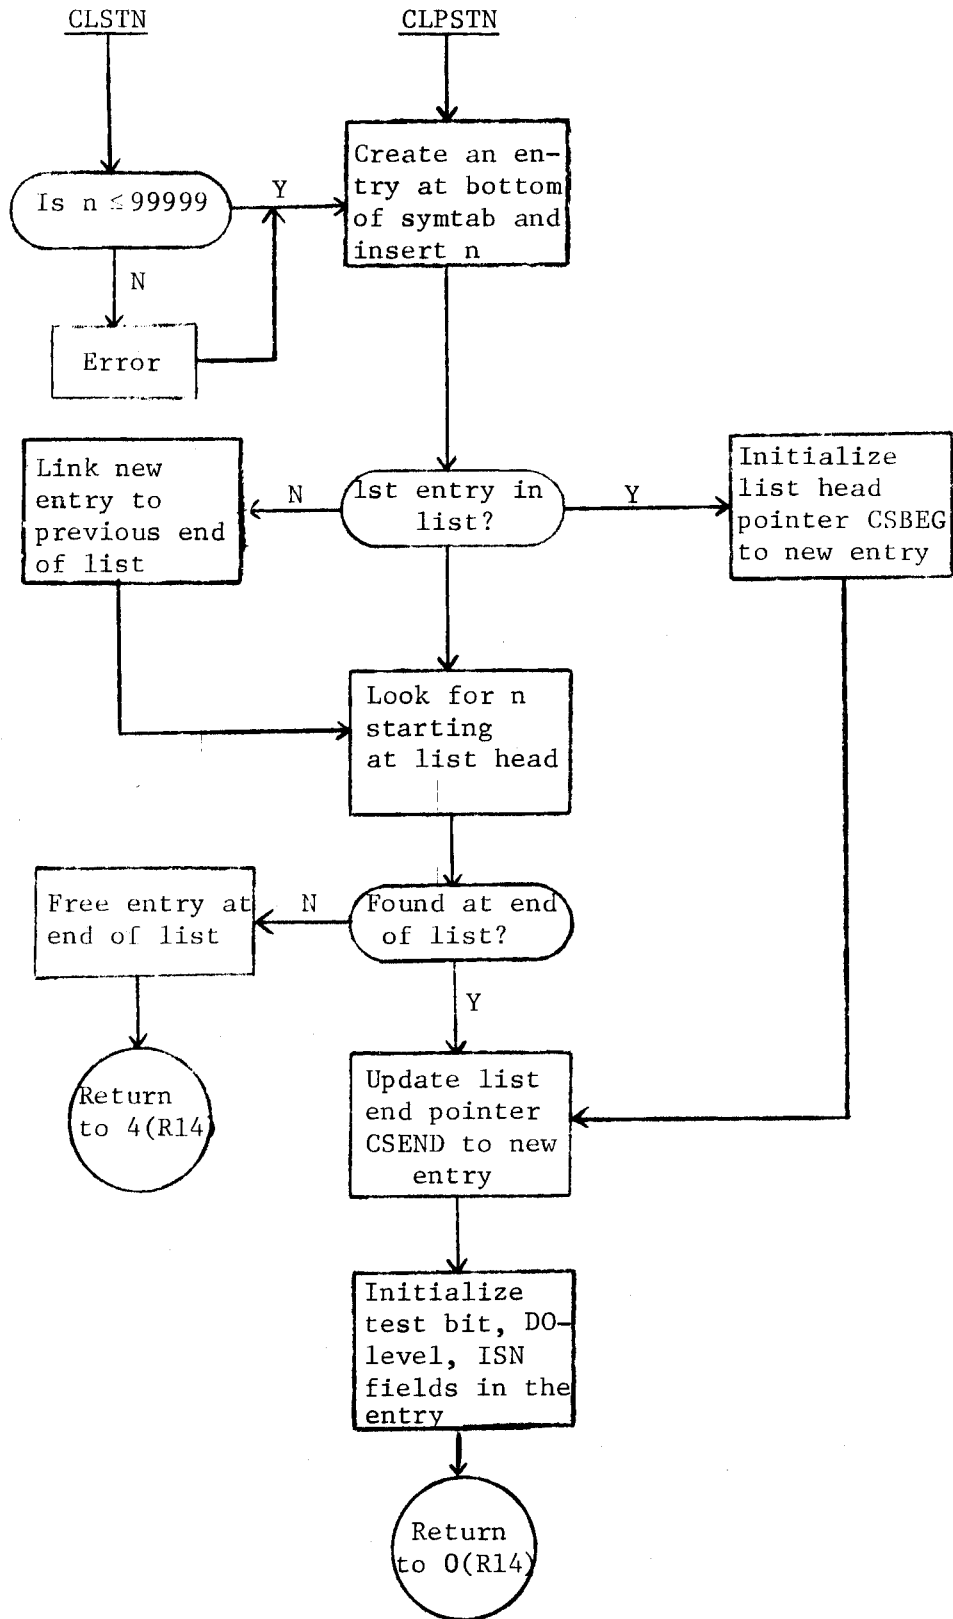 CLSTN
CLPSTN
Is n ≤ 99999
Y
N
Error
Create an en-
try at bottom
of symtab and
insert n
1st entry in
list?
N
Y
Link new
entry to
previous end
of list
Initialize
list head
pointer CSBEG
to new entry
Look for n
starting
at list head
Found at end
of list?
N
Y
Free entry at
end of list
Return
to 4(R14)
Update list
end pointer
CSEND to new
entry
Initialize
test bit, DO-
level, ISN
fields in the
entry
Return
to 0(R14)